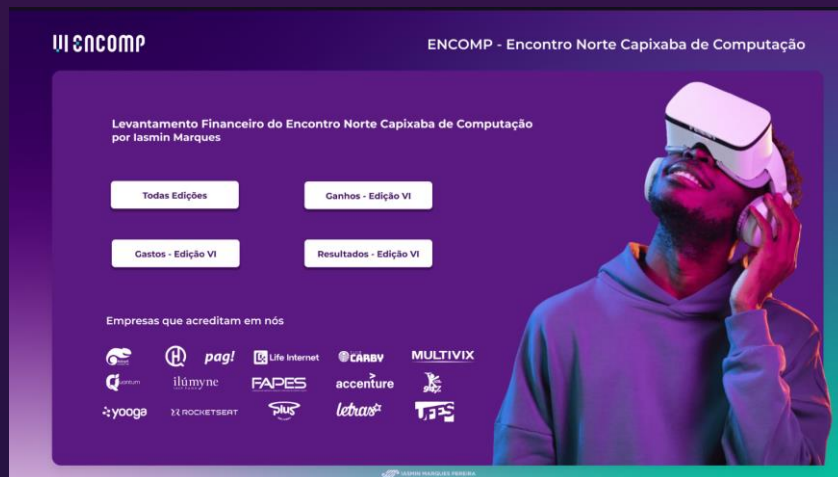 VI ENCOMP
ENCOMP - Encontro Norte Capixaba de Computação
Levantamento Financeiro do Encontro Norte Capixaba de Computação
por Iasmin Marques
Todas Edições
Ganhos - Edição VI
Gastos - Edição VI
Resultados - Edição VI
Empresas que acreditam em nós
H pag! Life Internet CARBY MULTIVIX
uantum ilúmyne FAPES accenture
yooga ROCKETSEAT plus letras UFES
IASMIN MARQUES PEREIRA